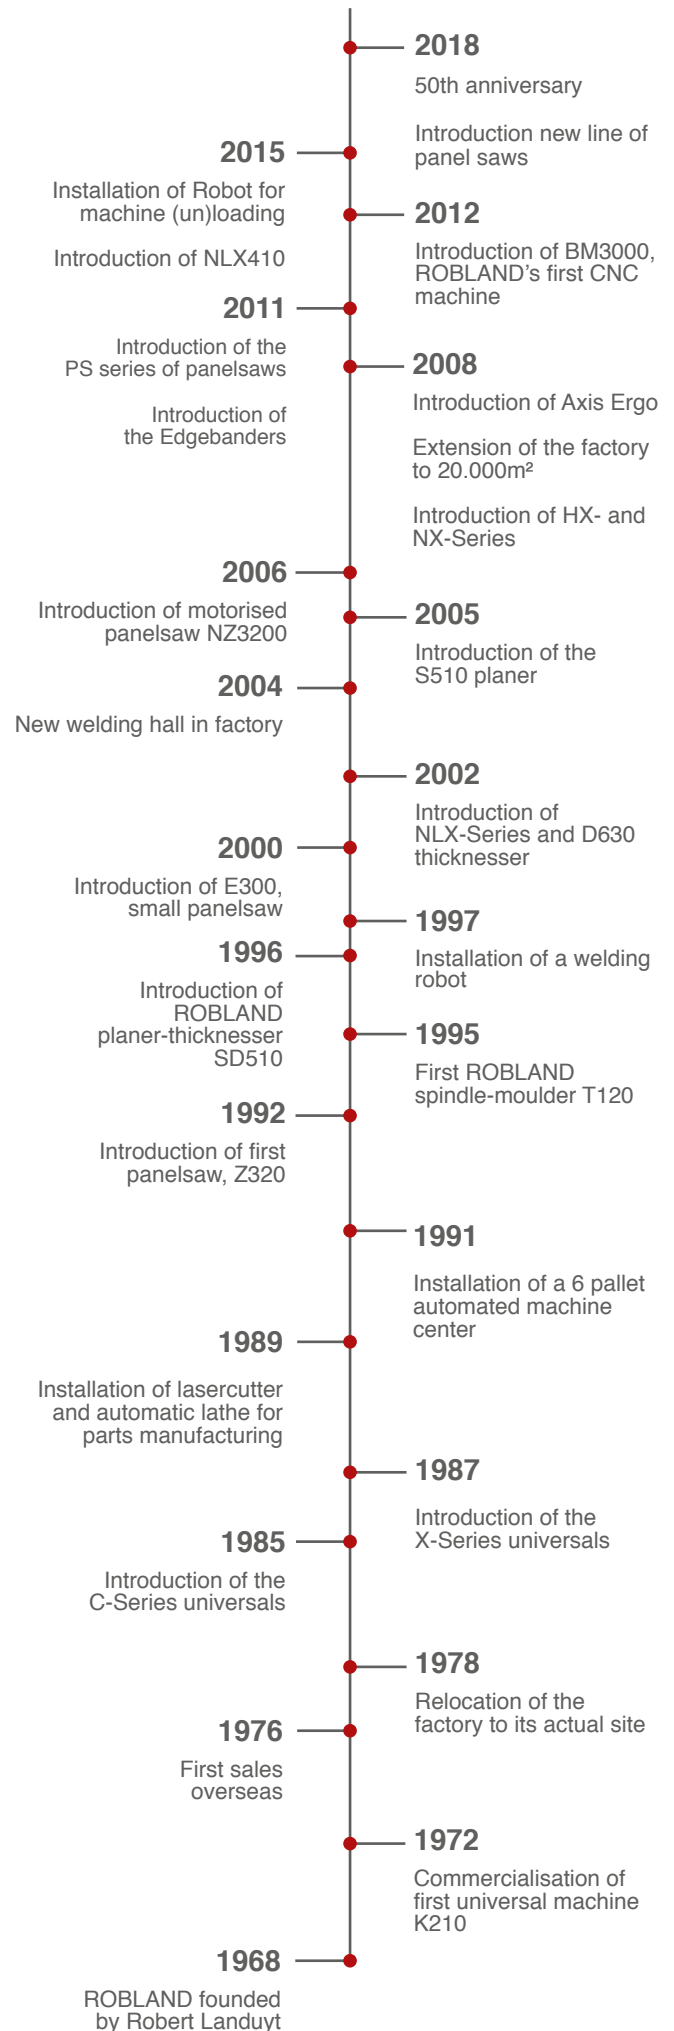 2018
50th anniversary
Introduction new line of
panel saws
2015
Installation of Robot for
machine (un)loading
Introduction of NLX410
2012
Introduction of BM3000,
ROBLAND's first CNC
machine
2011
Introduction of the
PS series of panelsaws
Introduction of
the Edgebanders
2008
Introduction of Axis Ergo
Extension of the factory
to 20.000m²
Introduction of HX- and
NX-Series
2006
Introduction of motorised
panelsaw NZ3200
2005
Introduction of the
S510 planer
2004
New welding hall in factory
2002
Introduction of
NLX-Series and D630
thicknesser
2000
Introduction of E300,
small panelsaw
1997
Installation of a welding
robot
1996
Introduction of
ROBLAND
planer-thicknesser
SD510
1995
First ROBLAND
spindle-moulder T120
1992
Introduction of first
panelsaw, Z320
1991
Installation of a 6 pallet
automated machine
center
1989
Installation of lasercutter
and automatic lathe for
parts manufacturing
1987
Introduction of the
X-Series universals
1985
Introduction of the
C-Series universals
1978
Relocation of the
factory to its actual site
1976
First sales
overseas
1972
Commercialisation of
first universal machine
K210
1968
ROBLAND founded
by Robert Landuyt